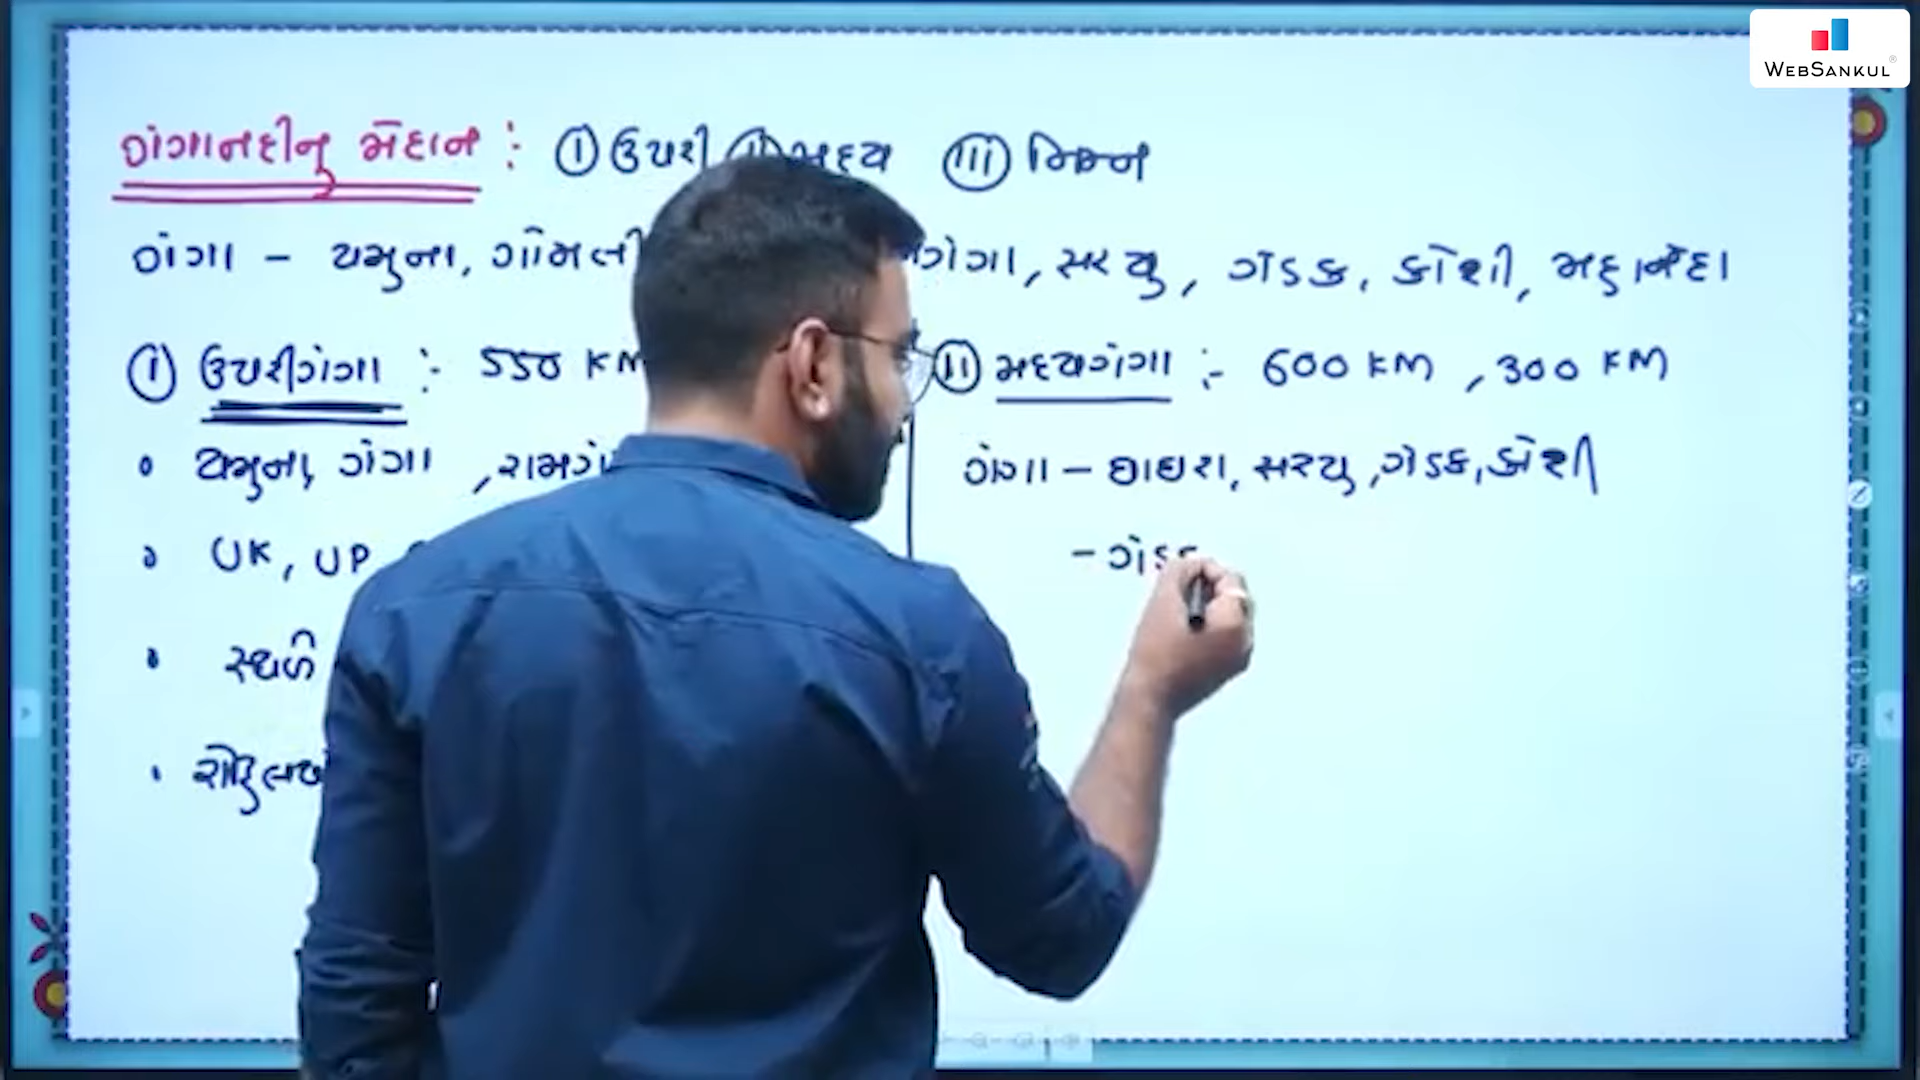 WEBSANKUL
ગંગાનદીનુ મેદાન : (i) ઉપરી મધ્ય (iii) નિમ્ન
ગંગા – યમુના, ગોમતી ગંગા, સરયુ, ગંડક, કોશી, મહાનંદા
(i) ઉપરીગંગા :- 550 KM
(ii) મધ્યગંગા :- 600 KM , 300 KM
યમુના, ગંગા , રામગં
ગંગા – ઘાઘરા, સરયુ, ગંડક, કોશી
UK, UP
– ગંડ
સ્થળ